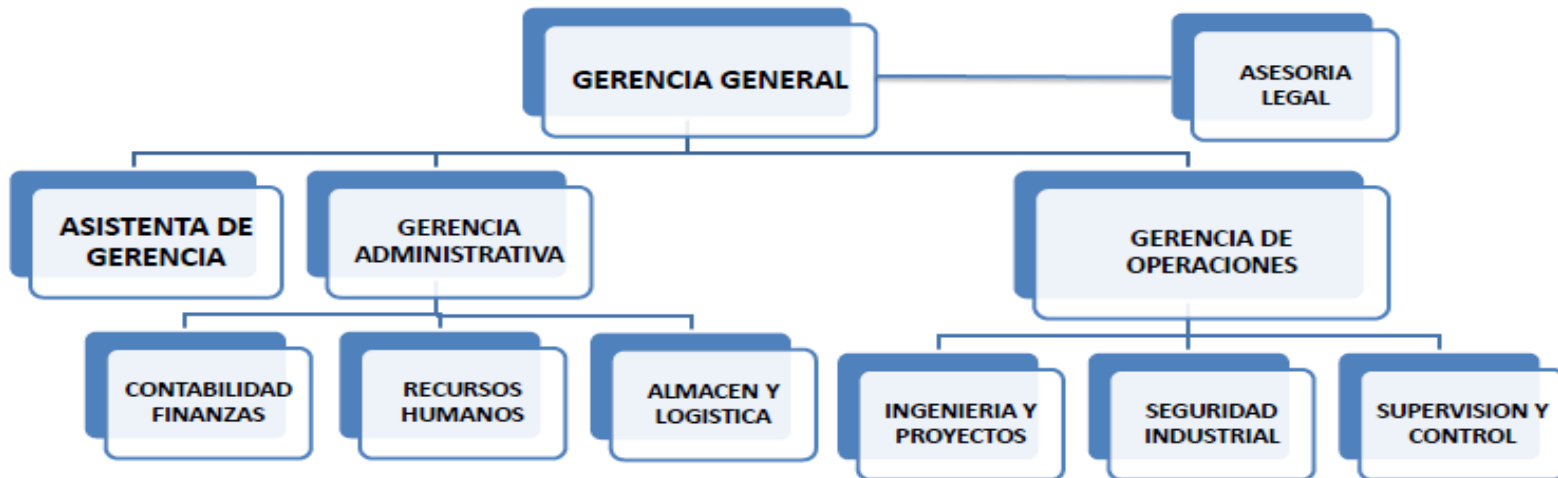 GERENCIA GENERAL
ASESORIA
LEGAL
ASISTENTA DE
GERENCIA
GERENCIA
ADMINISTRATIVA
GERENCIA DE
OPERACIONES
CONTABILIDAD
FINANZAS
RECURSOS
HUMANOS
ALMACEN Y
LOGISTICA
INGENIERIA Y
PROYECTOS
SEGURIDAD
INDUSTRIAL
SUPERVISION Y
CONTROL